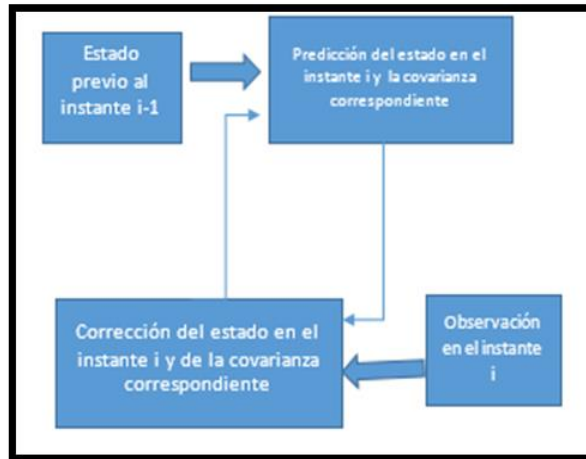 Estado
previo al
instante i-1
Predicción del estado en el
instante i y la covarianza
correspondiente
Corrección del estado en el
instante i y de la covarianza
correspondiente
Observación
en el instante
i